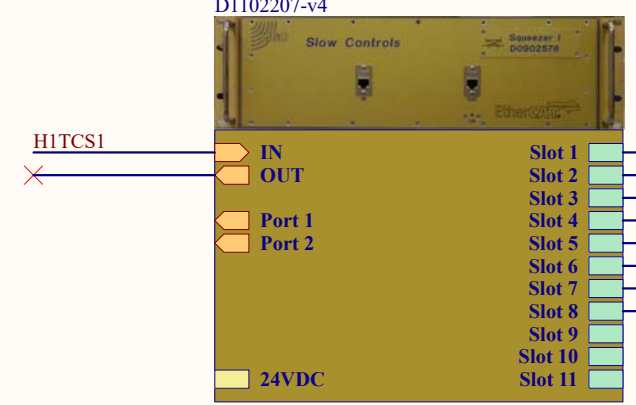 D1102207-v4
Slow Controls
Squeezer 1
D0902578
EtherCAT
H1TCS1
IN
OUT
Port 1
Port 2
24VDC
Slot 1
Slot 2
Slot 3
Slot 4
Slot 5
Slot 6
Slot 7
Slot 8
Slot 9
Slot 10
Slot 11